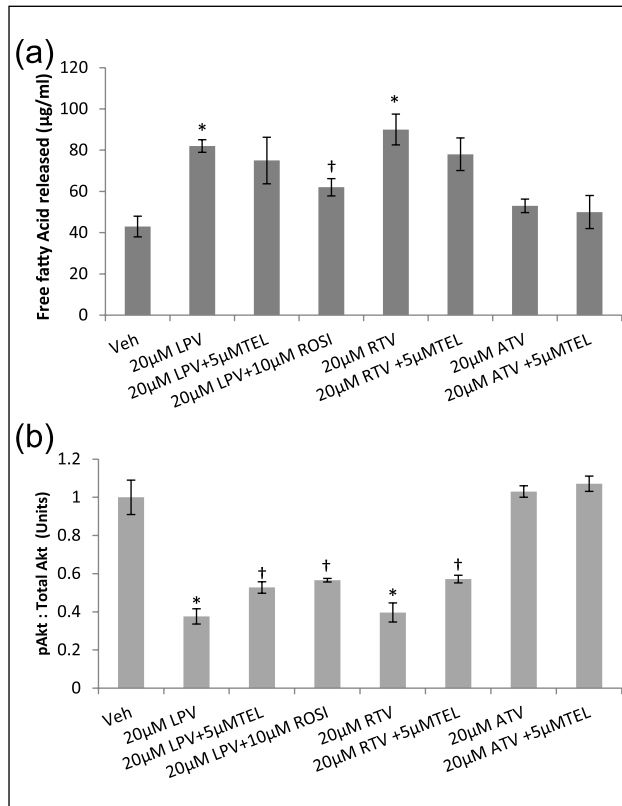 (a)
Free fatty Acid released (µg/ml)
120
100
80
60
40
20
0
*
†
*
Veh
20µM LPV
20µM LPV+5µMTEL
20µM LPV+10µM ROSI
20µM RTV
20µM RTV +5µMTEL
20µM ATV
20µM ATV +5µMTEL
(b)
pAkt : Total Akt (Units)
1.2
1
0.8
0.6
0.4
0.2
0
*
†
†
*
†
Veh
20µM LPV
20µM LPV+5µMTEL
20µM LPV+10µM ROSI
20µM RTV
20µM RTV +5µMTEL
20µM ATV
20µM ATV +5µMTEL